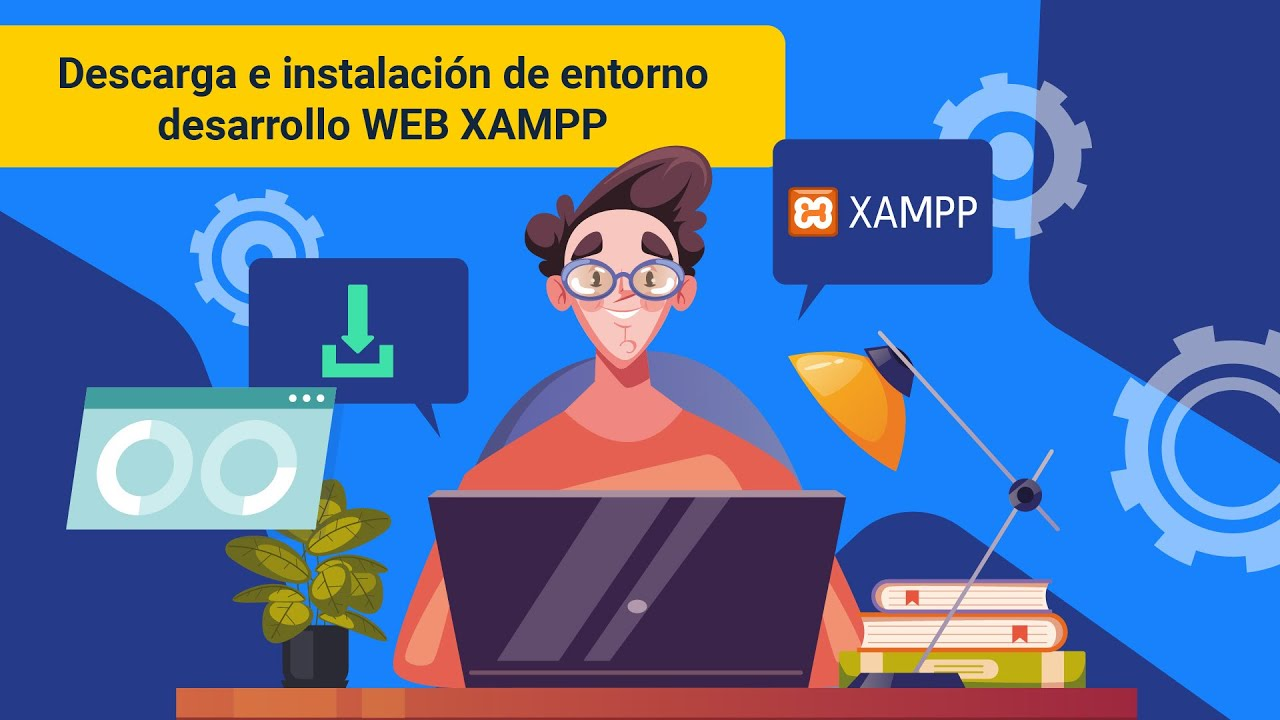 Descarga e instalación de entorno
desarrollo WEB XAMPP
XAMPP